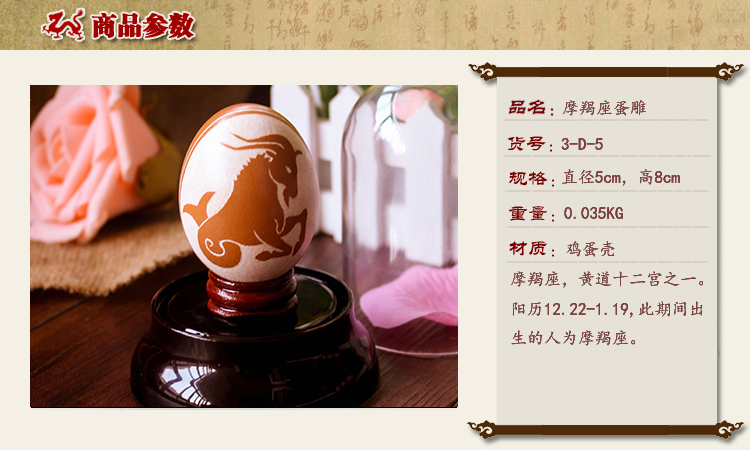 商品参数
品名：摩羯座蛋雕
货号：3-D-5
规格：直径5cm，高8cm
重量：0.035KG
材质：鸡蛋壳
摩羯座，黄道十二宫之一。
阳历12.22-1.19,此期间出
生的人为摩羯座。